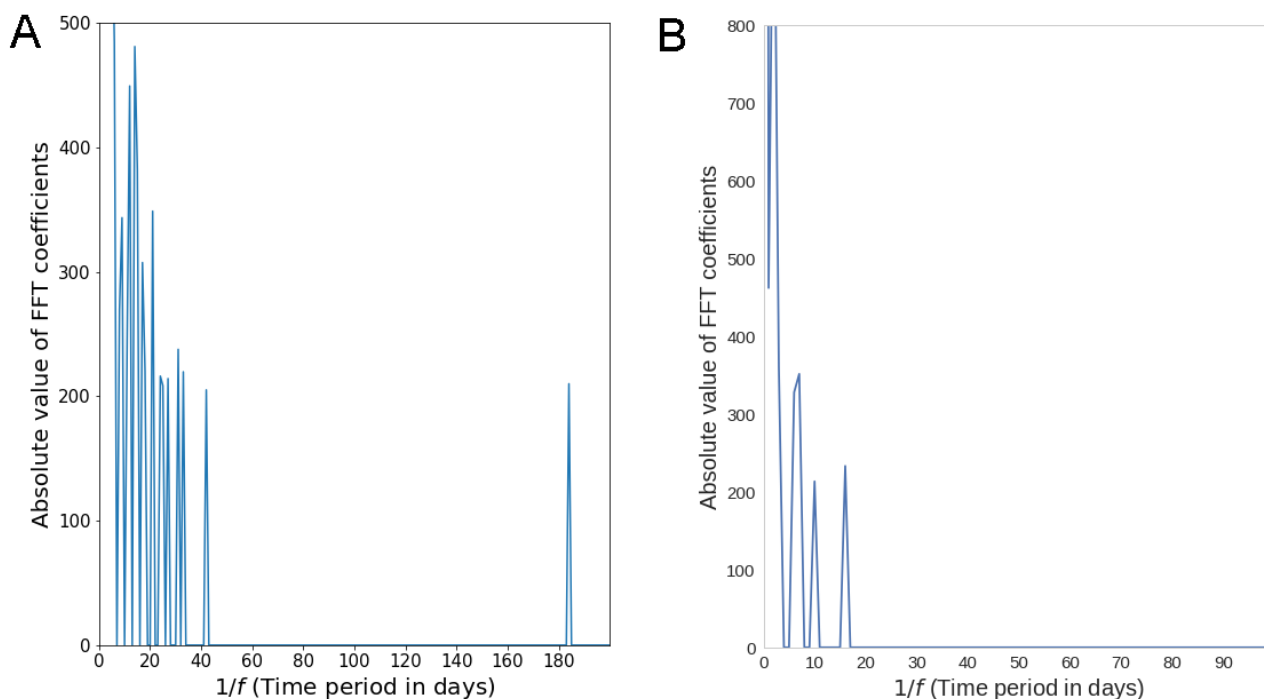 A
500
400
300
200
100
0
0 20 40 60 80 100 120 140 160 180
1/f (Time period in days)
Absolute value of FFT coefficients
B
800
700
600
500
400
300
200
100
0
0 10 20 30 40 50 60 70 80 90
1/f (Time period in days)
Absolute value of FFT coefficients